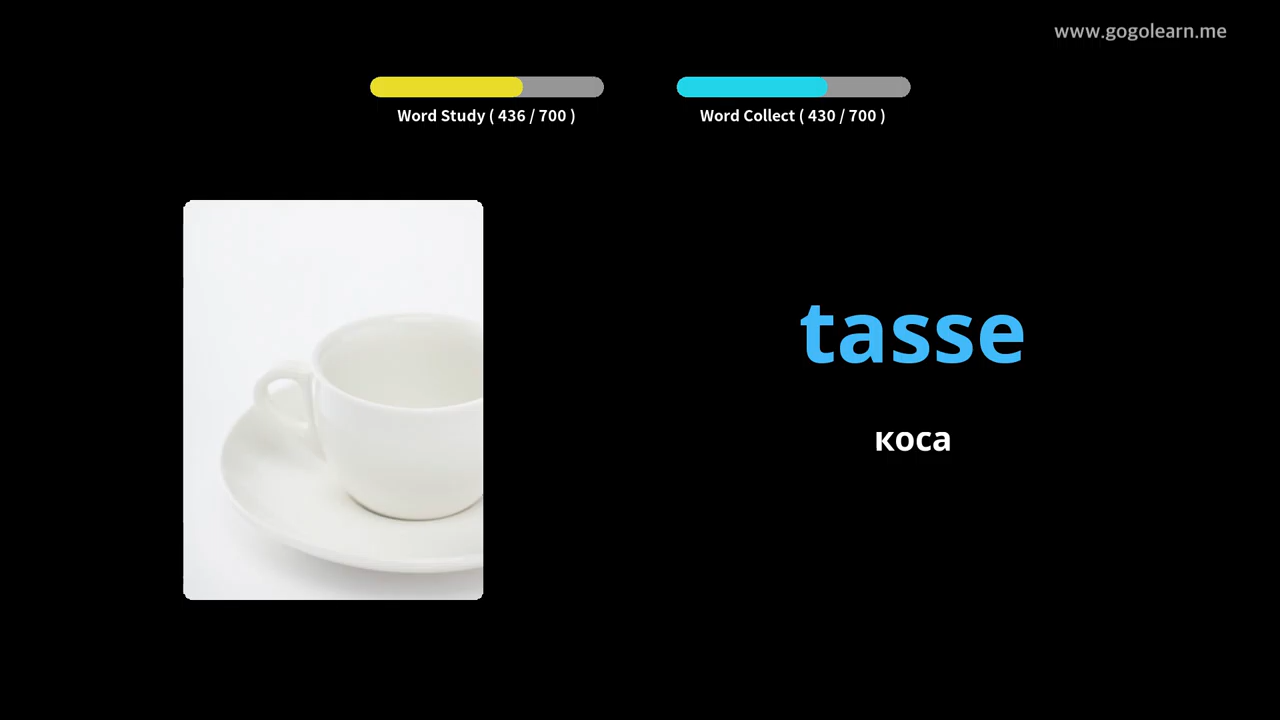 www.gogolearn.me
Word Study ( 436 / 700 )
Word Collect ( 430 / 700 )
tasse
коса